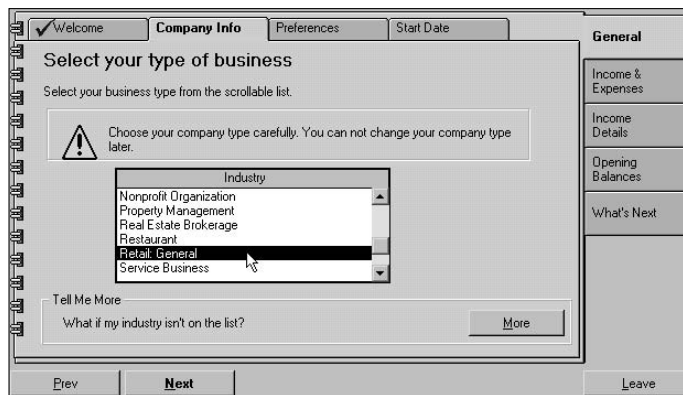 Welcome
Company Info
Preferences
Start Date
General
Income &
Expenses
Income
Details
Opening
Balances
What's Next
Select your type of business
Select your business type from the scrollable list.
Choose your company type carefully. You can not change your company type
later.
Industry
Nonprofit Organization
Property Management
Real Estate Brokerage
Restaurant
Retail: General
Service Business
Tell Me More
What if my industry isn't on the list?
More
Prev
Next
Leave